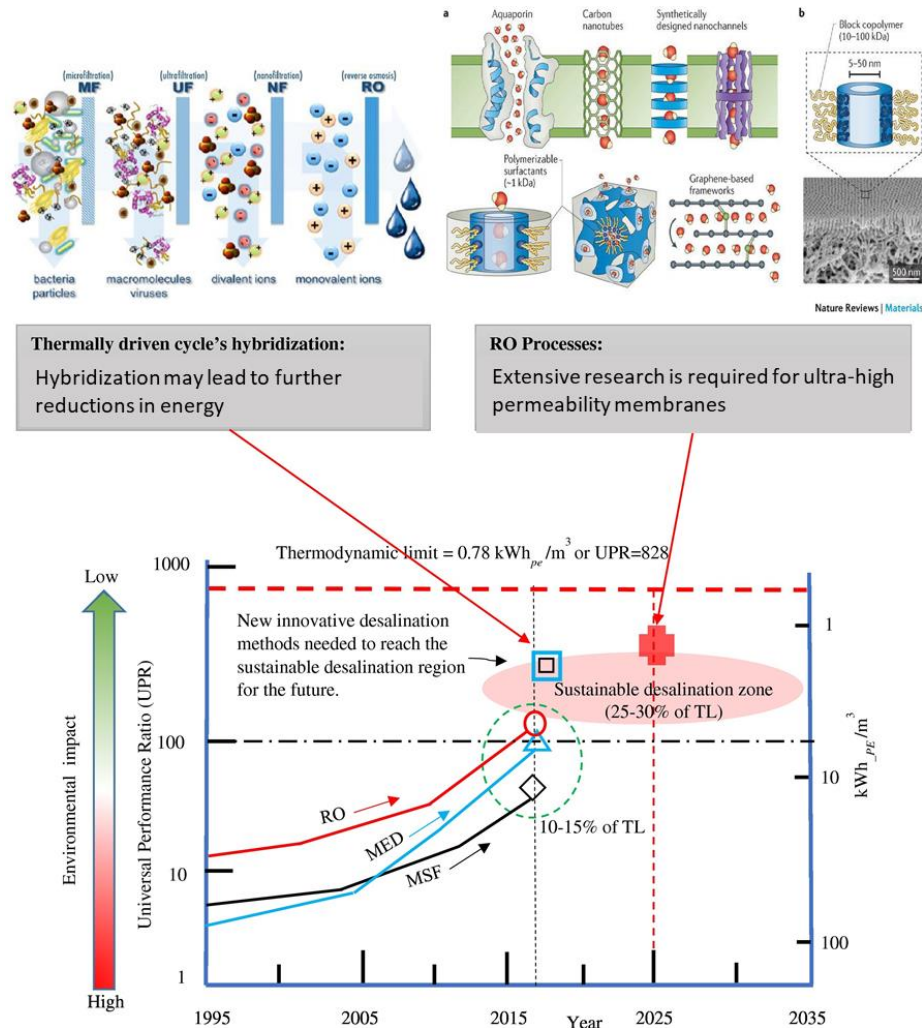 (microfiltration)
MF
(ultrafiltration)
UF
(nanofiltration)
NF
(reverse osmosis)
RO
bacteria
particles
macromolecules
viruses
divalent ions
monovalent ions
a
Aquaporin
Carbon
nanotubes
Synthetically
designed nanochannels
Polymerizable
surfactants
(~1 kDa)
Graphene-based
frameworks
b
Block copolymer
(10–100 kDa)
5–50 nm
500 nm
Nature Reviews | Materials
Thermally driven cycle's hybridization:
Hybridization may lead to further
reductions in energy
RO Processes:
Extensive research is required for ultra-high
permeability membranes
Thermodynamic limit = 0.78 kWh_pe/m³ or UPR=828
Low
High
Environmental impact
Universal Performance Ratio (UPR)
1000
100
10
1
New innovative desalination
methods needed to reach the
sustainable desalination region
for the future.
Sustainable desalination zone
(25-30% of TL)
RO
MED
MSF
10-15% of TL
1
10
100
kWh_PE/m³
1995
2005
2015
Year
2025
2035